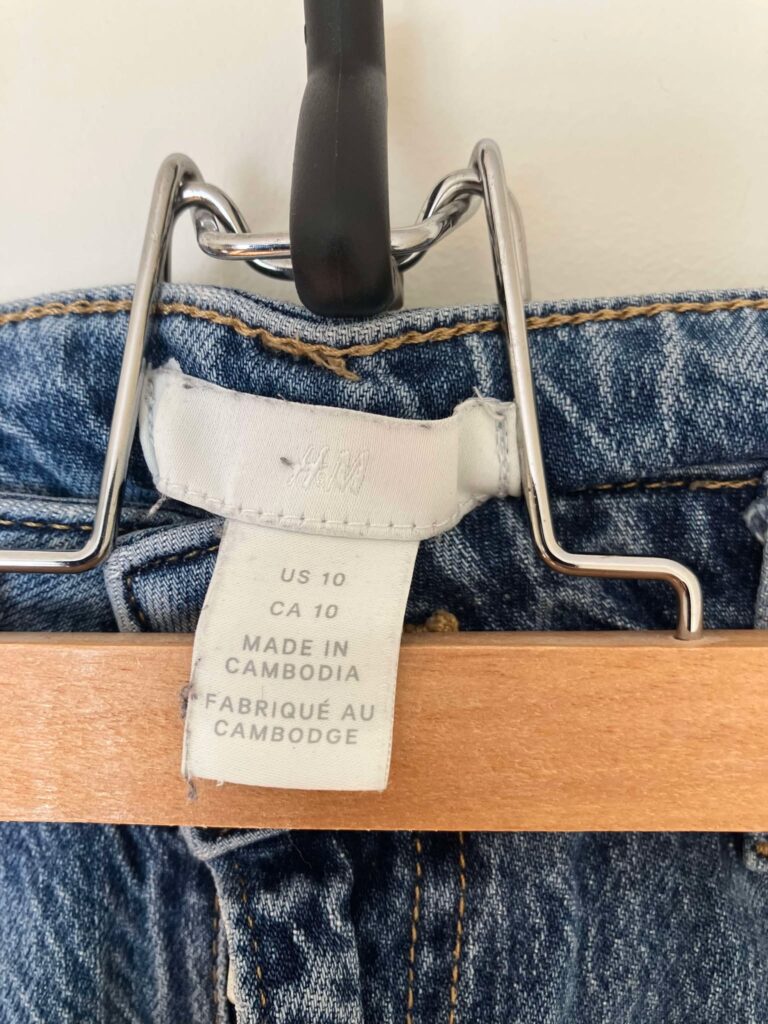 H&M
US 10
CA 10
MADE IN
CAMBODIA
FABRIQUÉ AU
CAMBODGE